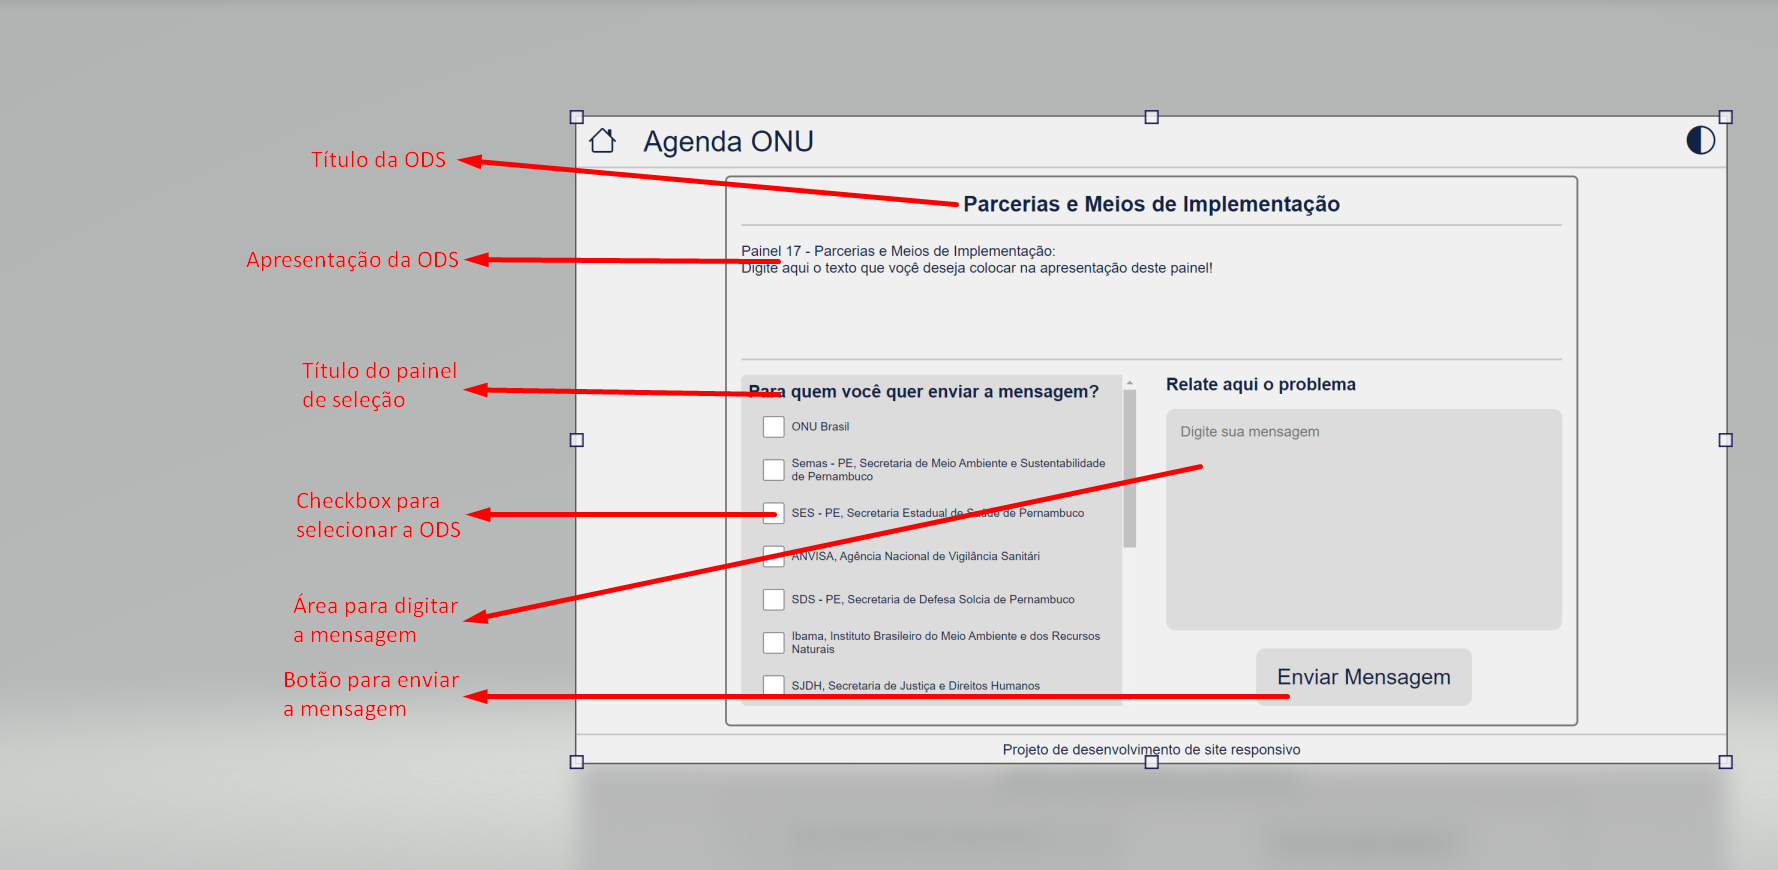 Agenda ONU
Título da ODS
Parcerias e Meios de Implementação
Apresentação da ODS
Painel 17 - Parcerias e Meios de Implementação:
Digite aqui o texto que voçê deseja colocar na apresentação deste painel!
Título do painel
de seleção
Para quem você quer enviar a mensagem?
ONU Brasil
Semas - PE, Secretaria de Meio Ambiente e Sustentabilidade
de Pernambuco
Checkbox para
selecionar a ODS
SES - PE, Secretaria Estadual de Saúde de Pernambuco
ANVISA, Agência Nacional de Vigilância Sanitári
SDS - PE, Secretaria de Defesa Solcia de Pernambuco
Ibama, Instituto Brasileiro do Meio Ambiente e dos Recursos
Naturais
SJDH, Secretaria de Justiça e Direitos Humanos
Relate aqui o problema
Digite sua mensagem
Área para digitar
a mensagem
Botão para enviar
a mensagem
Enviar Mensagem
Projeto de desenvolvimento de site responsivo